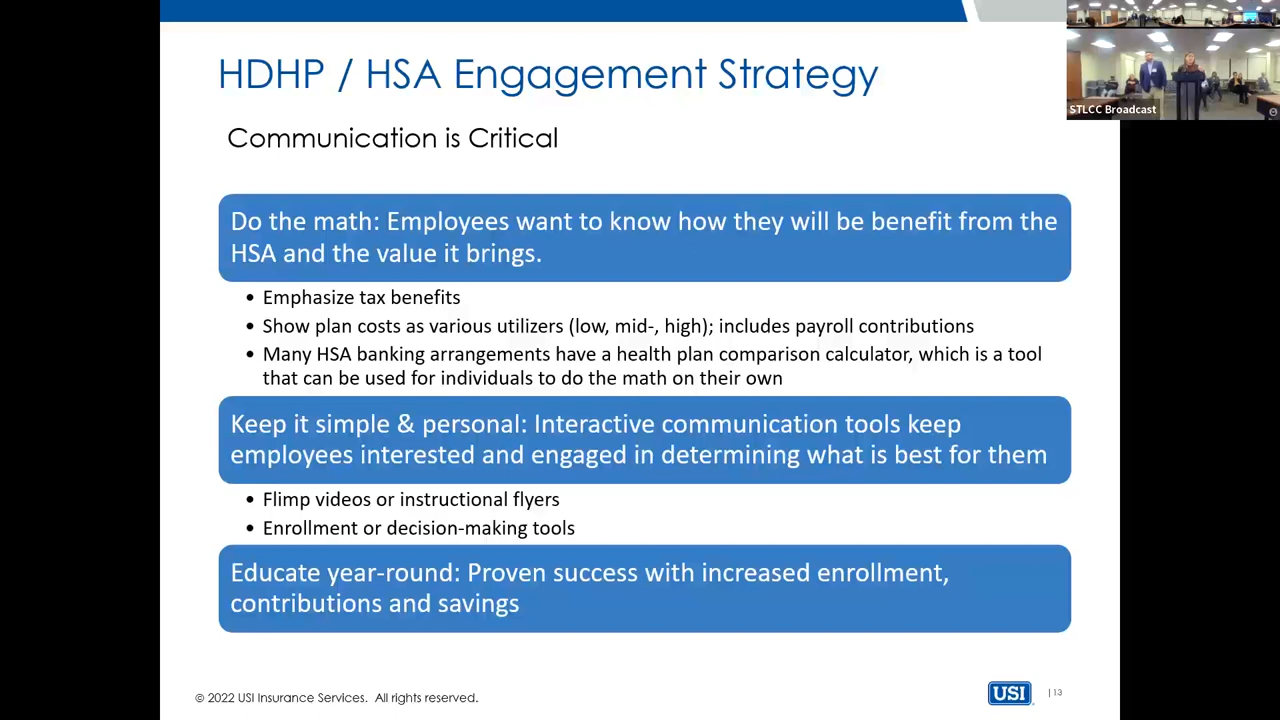 HDHP / HSA Engagement Strategy
STLCC Broadcast
Communication is Critical
Do the math: Employees want to know how they will be benefit from the
HSA and the value it brings.
• Emphasize tax benefits
• Show plan costs as various utilizers (low, mid-, high); includes payroll contributions
• Many HSA banking arrangements have a health plan comparison calculator, which is a tool
that can be used for individuals to do the math on their own
Keep it simple & personal: Interactive communication tools keep
employees interested and engaged in determining what is best for them
• Flimp videos or instructional flyers
• Enrollment or decision-making tools
Educate year-round: Proven success with increased enrollment,
contributions and savings
© 2022 USI Insurance Services. All rights reserved.
USI
| 13